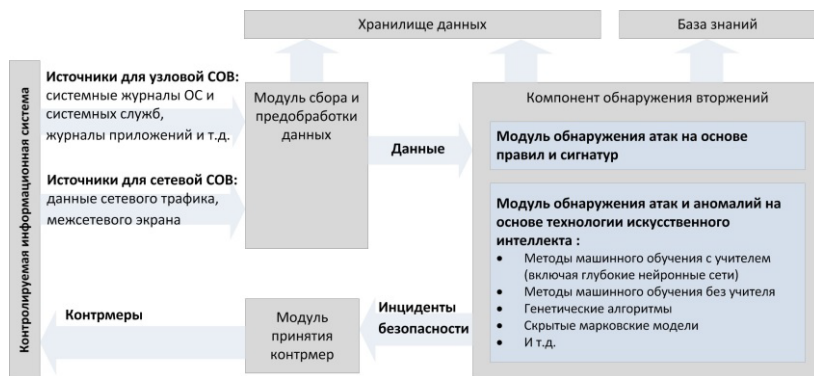 Хранилище данных
База знаний
Контролируемая информационная система
Источники для узловой СОВ:
системные журналы ОС и
системных служб,
журналы приложений и т.д.
Источники для сетевой СОВ:
данные сетевого трафика,
межсетевого экрана
Модуль сбора и
предобработки
данных
Данные
Компонент обнаружения вторжений
Модуль обнаружения атак на основе
правил и сигнатур
Модуль обнаружения атак и аномалий на
основе технологии искусственного
интеллекта :
• Методы машинного обучения с учителем
(включая глубокие нейронные сети)
• Методы машинного обучения без учителя
• Генетические алгоритмы
• Скрытые марковские модели
• И т.д.
Инциденты
безопасности
Модуль
принятия
контрмер
Контрмеры